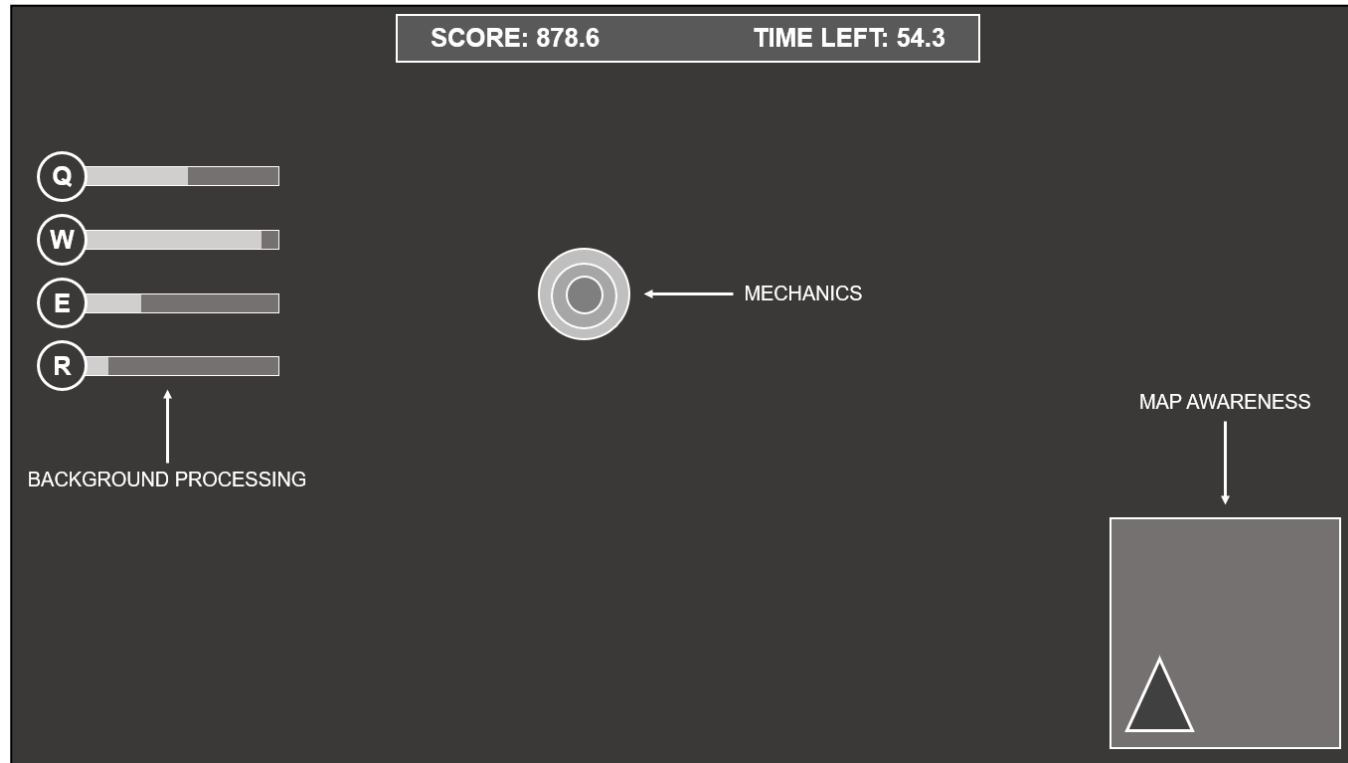 SCORE: 878.6 TIME LEFT: 54.3
Q
W
E
R
MECHANICS
MAP AWARENESS
BACKGROUND PROCESSING